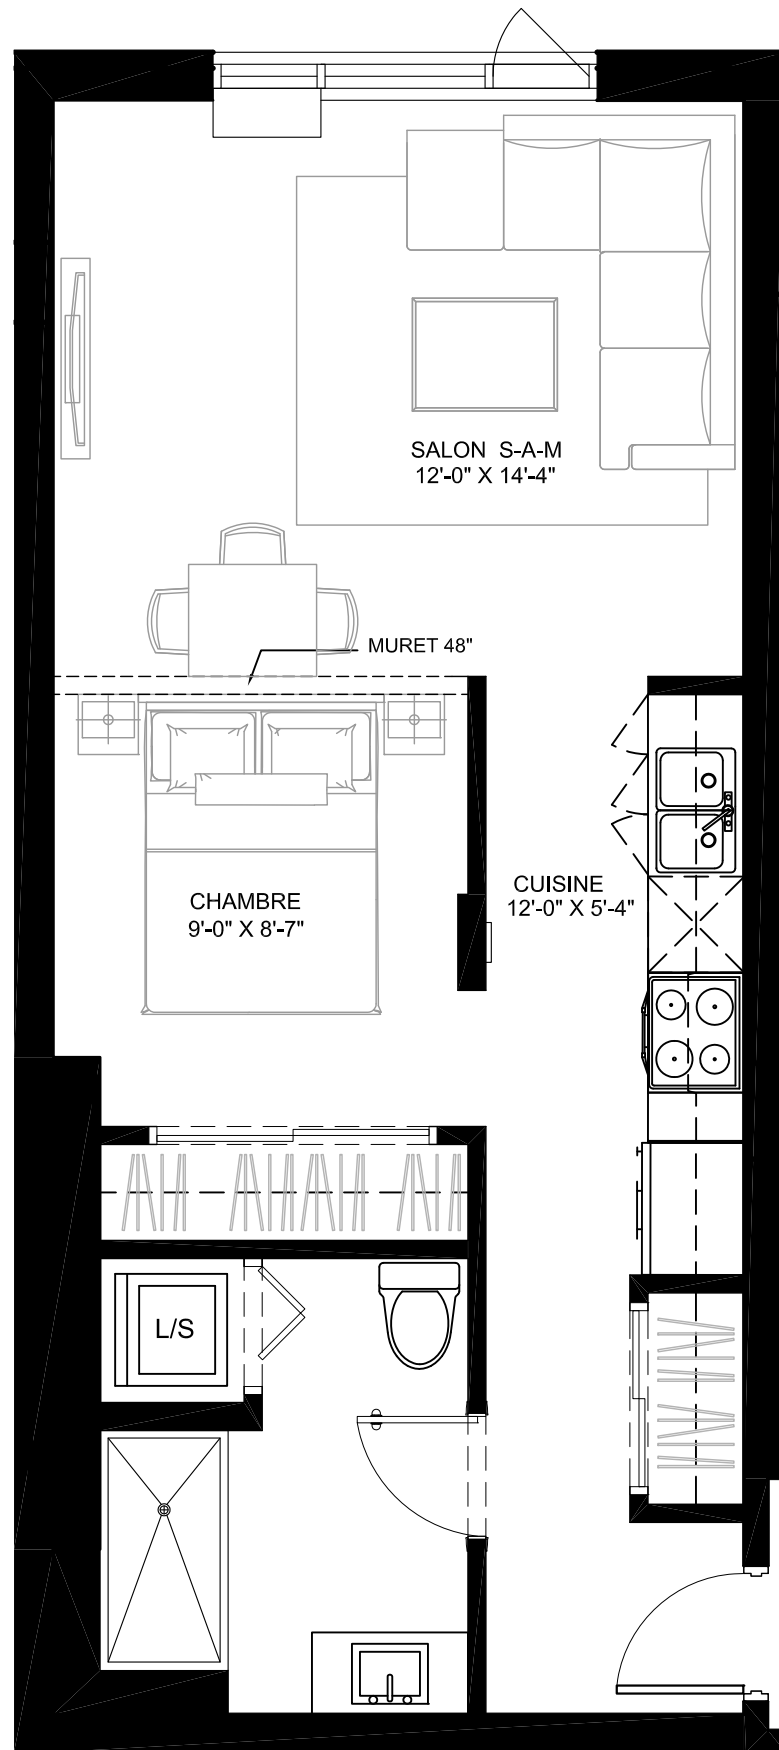 SALON S-A-M
12'-0" X 14'-4"
MURET 48"
CUISINE
12'-0" X 5'-4"
CHAMBRE
9'-0" X 8'-7"
L/S